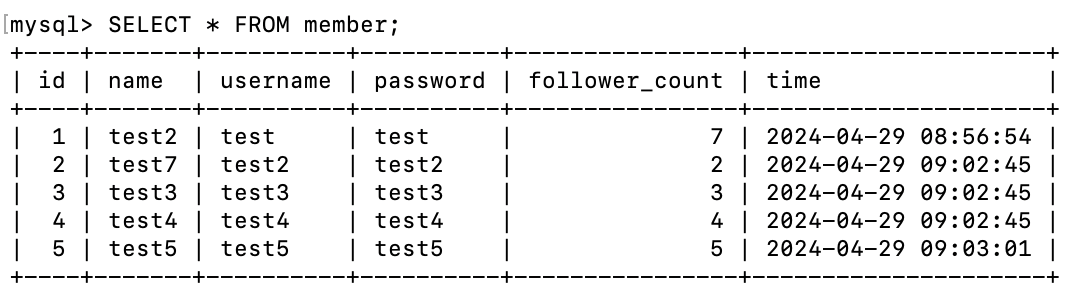 mysql> SELECT * FROM member;
+----+-------+----------+----------+----------------+---------------------+
| id | name  | username | password | follower_count | time                |
+----+-------+----------+----------+----------------+---------------------+
|  1 | test2 | test     | test     |              7 | 2024-04-29 08:56:54 |
|  2 | test7 | test2    | test2    |              2 | 2024-04-29 09:02:45 |
|  3 | test3 | test3    | test3    |              3 | 2024-04-29 09:02:45 |
|  4 | test4 | test4    | test4    |              4 | 2024-04-29 09:02:45 |
|  5 | test5 | test5    | test5    |              5 | 2024-04-29 09:03:01 |
+----+-------+----------+----------+----------------+---------------------+